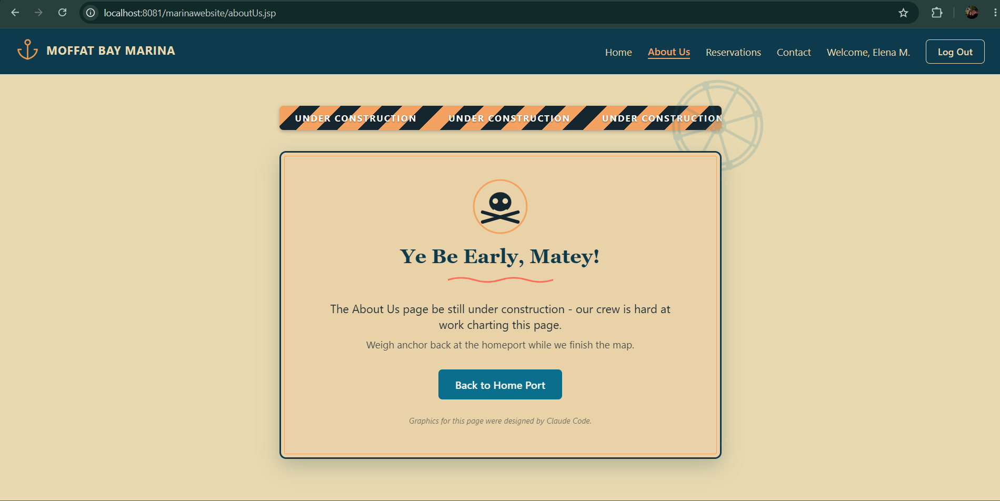 localhost:8081/marinawebsite/aboutUs.jsp
MOFFAT BAY MARINA
Home About Us Reservations Contact Welcome, Elena M. Log Out
UNDER CONSTRUCTION UNDER CONSTRUCTION UNDER CONSTRUCTION
Ye Be Early, Matey!
The About Us page be still under construction - our crew is hard at
work charting this page.
Weigh anchor back at the homeport while we finish the map.
Back to Home Port
Graphics for this page were designed by Claude Code.